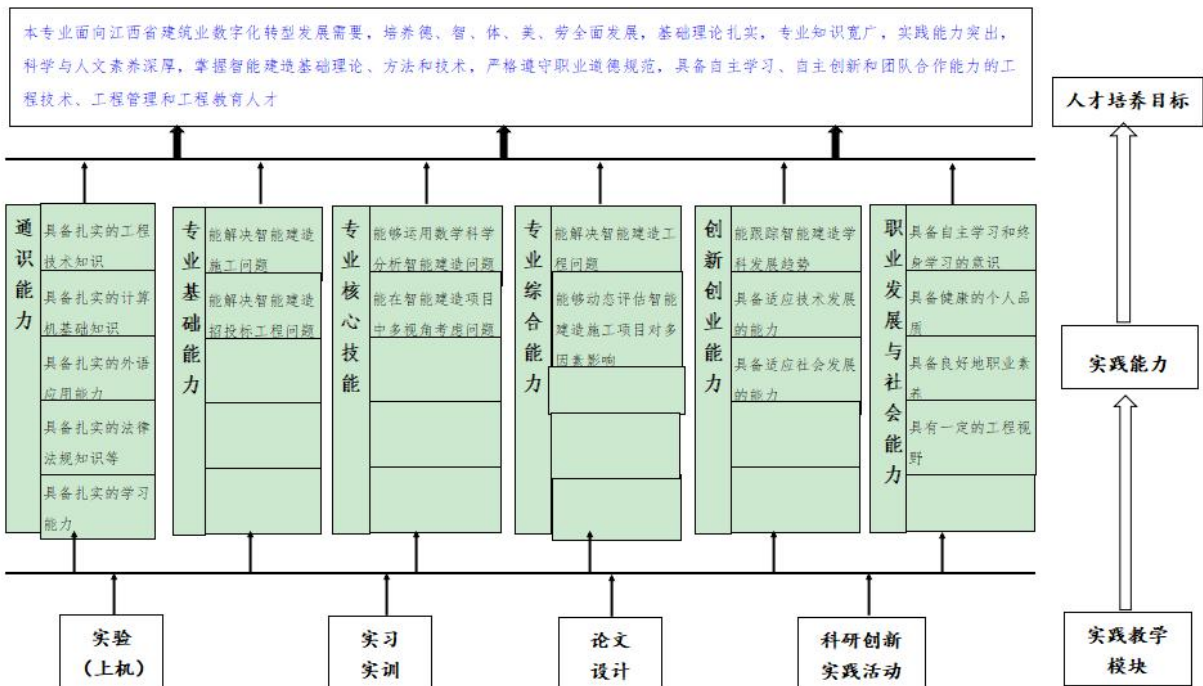 本专业面向江西省建筑业数字化转型发展需要，培养德、智、体、美、劳全面发展，基础理论扎实，专业知识宽广，实践能力突出，
科学与人文素养深厚，掌握智能建造基础理论、方法和技术，严格遵守职业道德规范，具备自主学习、自主创新和团队合作能力的工
程技术、工程管理和工程教育人才
人才培养目标
通识能力
具备扎实的工程
技术知识
具备扎实的计算
机基础知识
具备扎实的外语
应用能力
具备扎实的法律
法规知识等
具备扎实的学习
能力
专业基础能力
能解决智能建造
施工问题
能解决智能建造
招投标工程问题
专业核心技能
能够运用数学科学
分析智能建造问题
能在智能建造项目
中多视角考虑问题
专业综合能力
能解决智能建造工
程问题
能够动态评估智能
建造施工项目对多
因素影响
创新创业能力
能跟踪智能建造学
科发展趋势
具备适应技术发展
的能力
具备适应社会发展
的能力
职业发展与社会能力
具备自主学习和终
身学习的意识
具备健康的个人品
质
具备良好地职业素
养
具有一定的工程视
野
实践能力
实验
（上机）
实习
实训
论文
设计
科研创新
实践活动
实践教学
模块